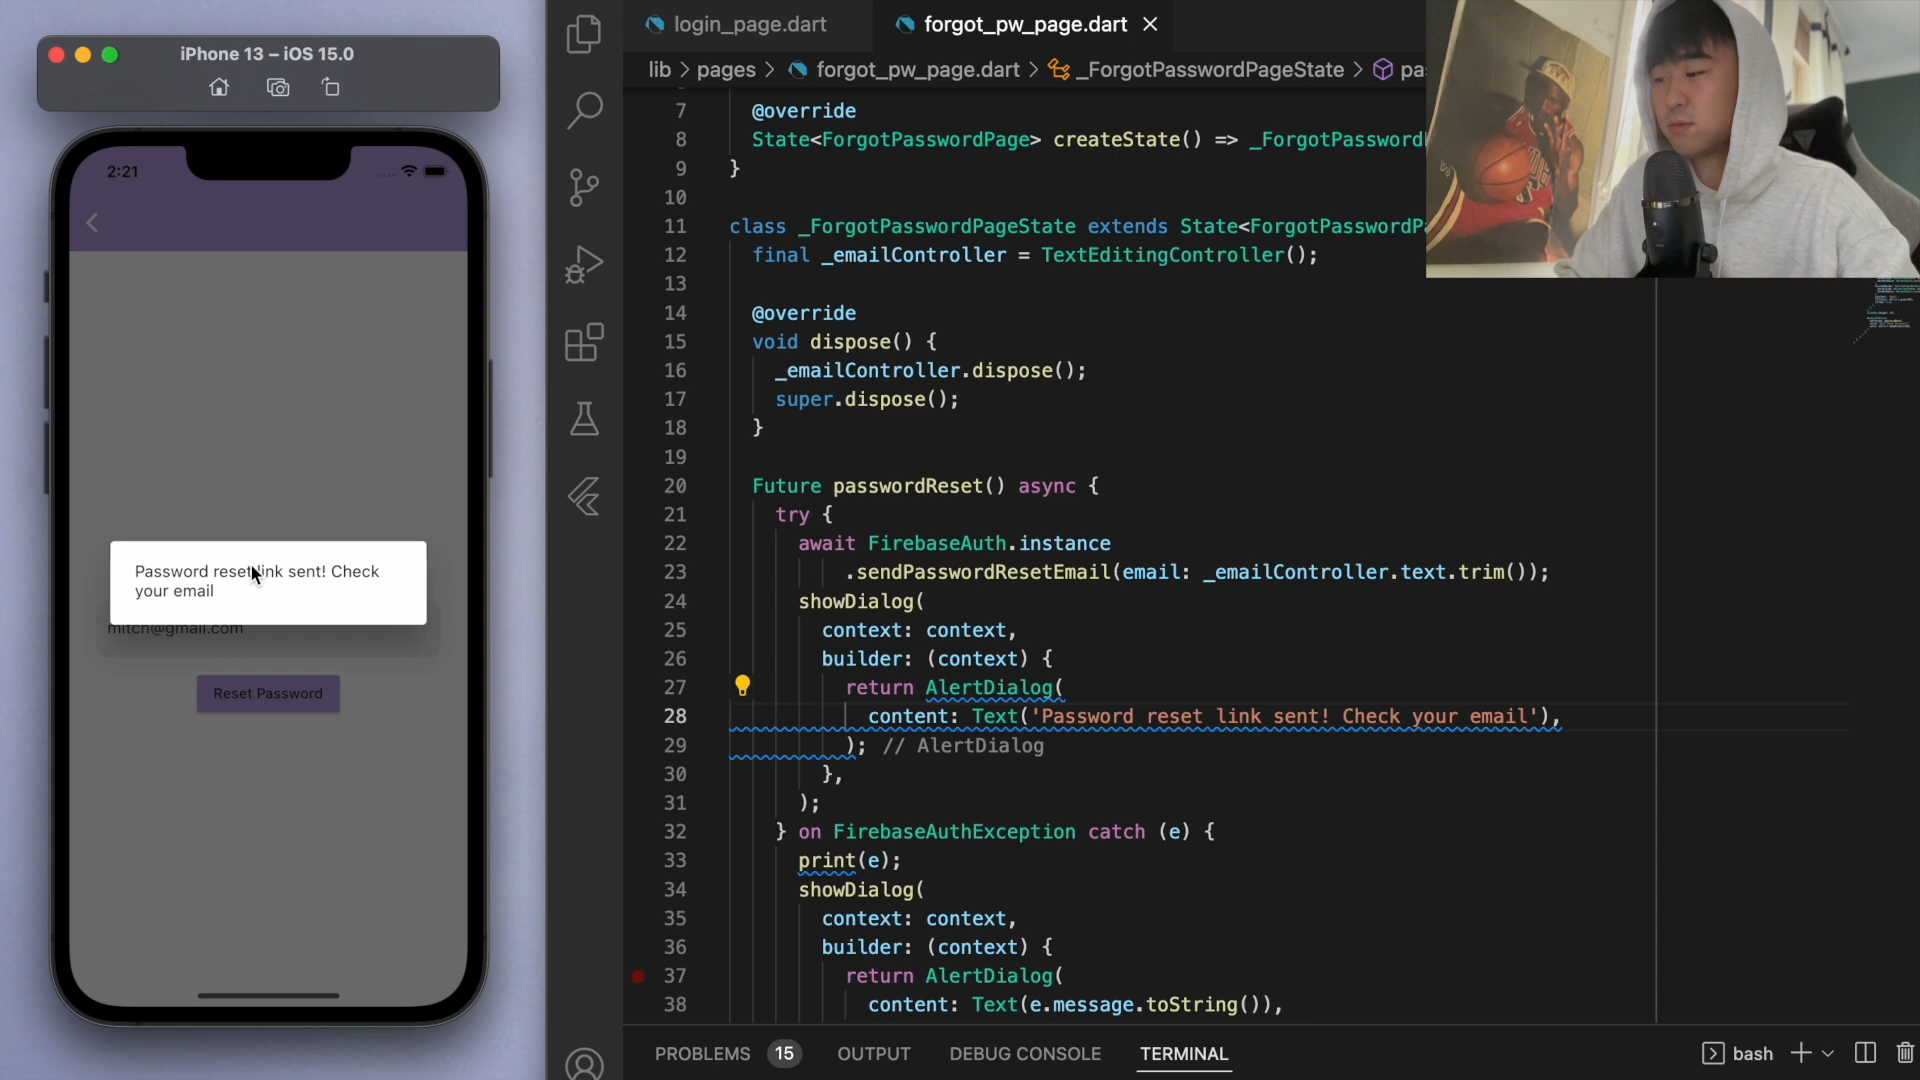 iPhone 13 – iOS 15.0
2:21
Password reset link sent! Check
your email
mitch@gmail.com
Reset Password
login_page.dart
forgot_pw_page.dart
lib > pages > forgot_pw_page.dart > _ForgotPasswordPageState > pa
7 @override
8 State<ForgotPasswordPage> createState() => _ForgotPassword
9 }
10
11 class _ForgotPasswordPageState extends State<ForgotPasswordP
12 final _emailController = TextEditingController();
13
14 @override
15 void dispose() {
16 _emailController.dispose();
17 super.dispose();
18 }
19
20 Future passwordReset() async {
21 try {
22 await FirebaseAuth.instance
23 .sendPasswordResetEmail(email: _emailController.text.trim());
24 showDialog(
25 context: context,
26 builder: (context) {
27 return AlertDialog(
28 content: Text('Password reset link sent! Check your email'),
29 ); // AlertDialog
30 },
31 );
32 } on FirebaseAuthException catch (e) {
33 print(e);
34 showDialog(
35 context: context,
36 builder: (context) {
37 return AlertDialog(
38 content: Text(e.message.toString()),
PROBLEMS 15 OUTPUT DEBUG CONSOLE TERMINAL bash